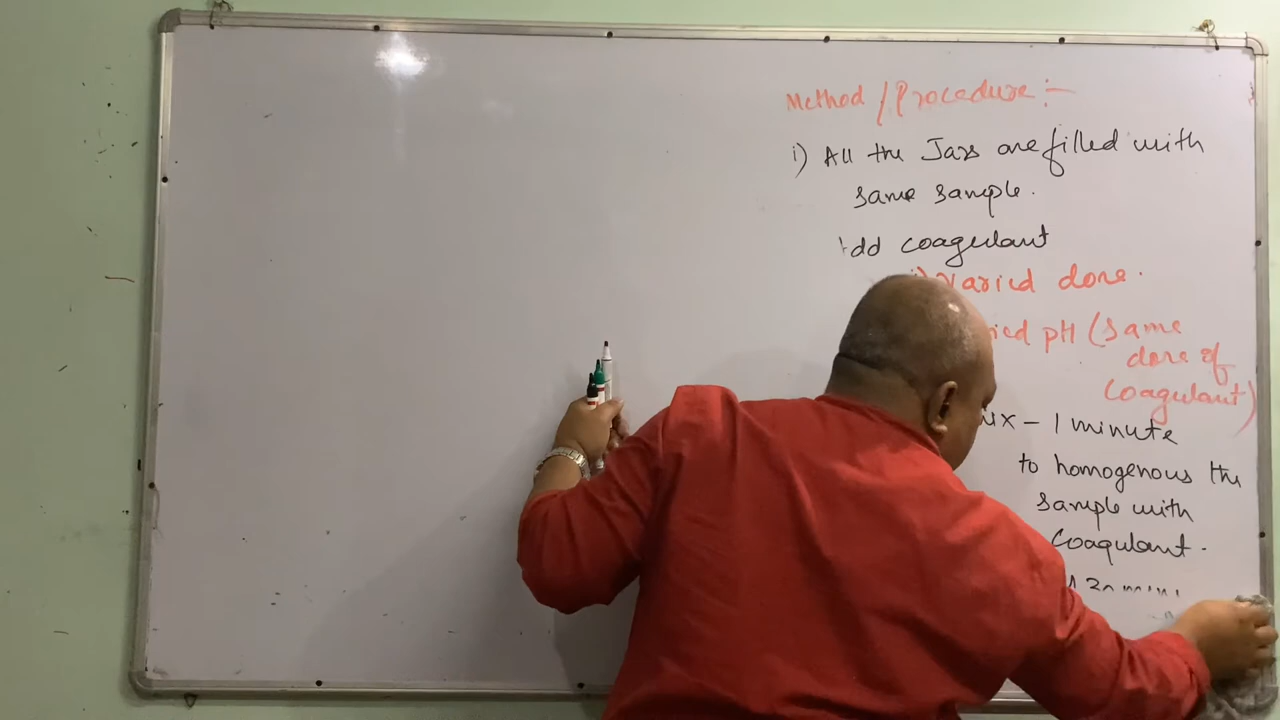 Method / Procedure :-
i) All the Jars are filled with
same sample.
coagulant
i) Varied dose.
pH (same
dose of
coagulant)
- 1 minute
to homogenous the
sample with
coagulant.